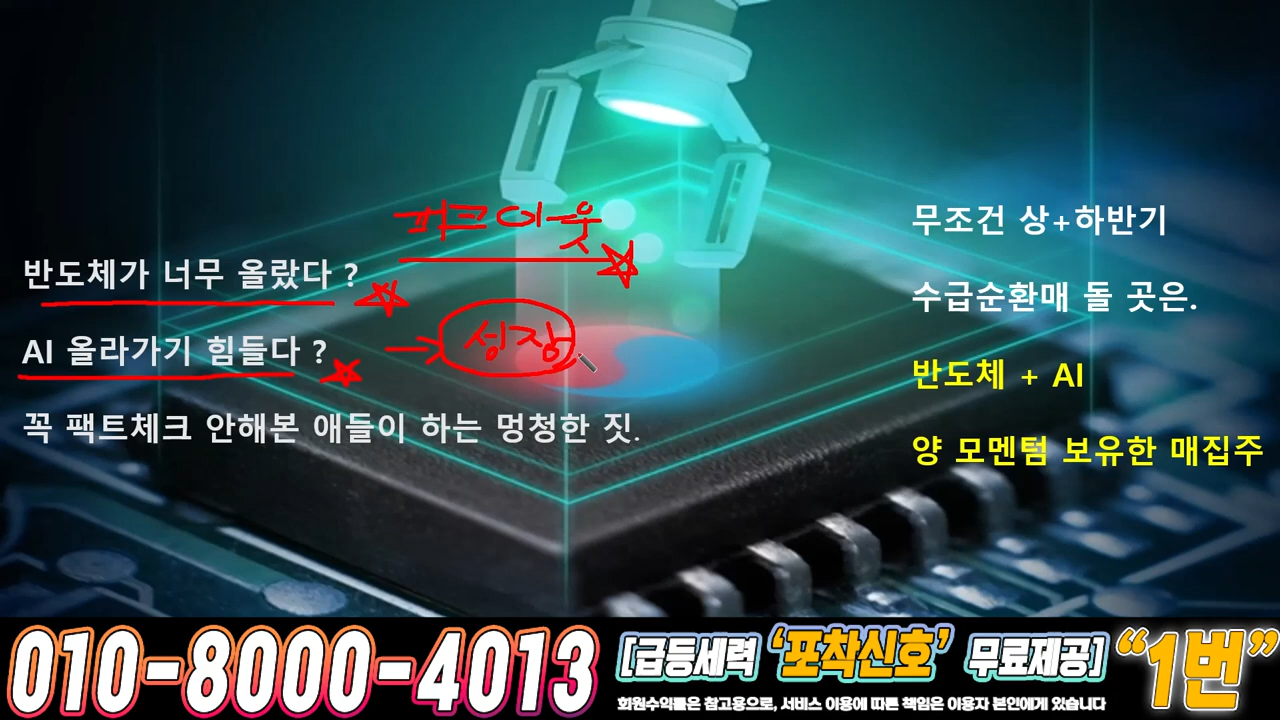 피크아웃
반도체가 너무 올랐다 ?
AI 올라가기 힘들다 ?
성장
꼭 팩트체크 안해본 애들이 하는 멍청한 짓.
무조건 상+하반기
수급순환매 돌 곳은.
반도체 + AI
양 모멘텀 보유한 매집주
010-8000-4013
[급등세력 ‘포착신호’ 무료제공] “1번”
회원수익률은 참고용으로, 서비스 이용에 따른 책임은 이용자 본인에게 있습니다